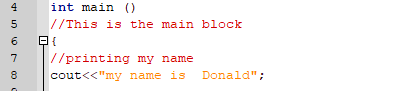 4 int main ()
5 //This is the main block
6 {
7 //printing my name
8 cout<<"my name is  Donald";